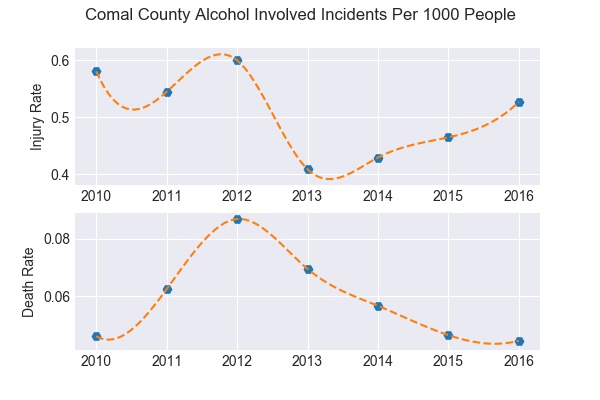 Comal County Alcohol Involved Incidents Per 1000 People
Injury Rate
0.6
0.5
0.4
2010 2011 2012 2013 2014 2015 2016
Death Rate
0.08
0.06
2010 2011 2012 2013 2014 2015 2016